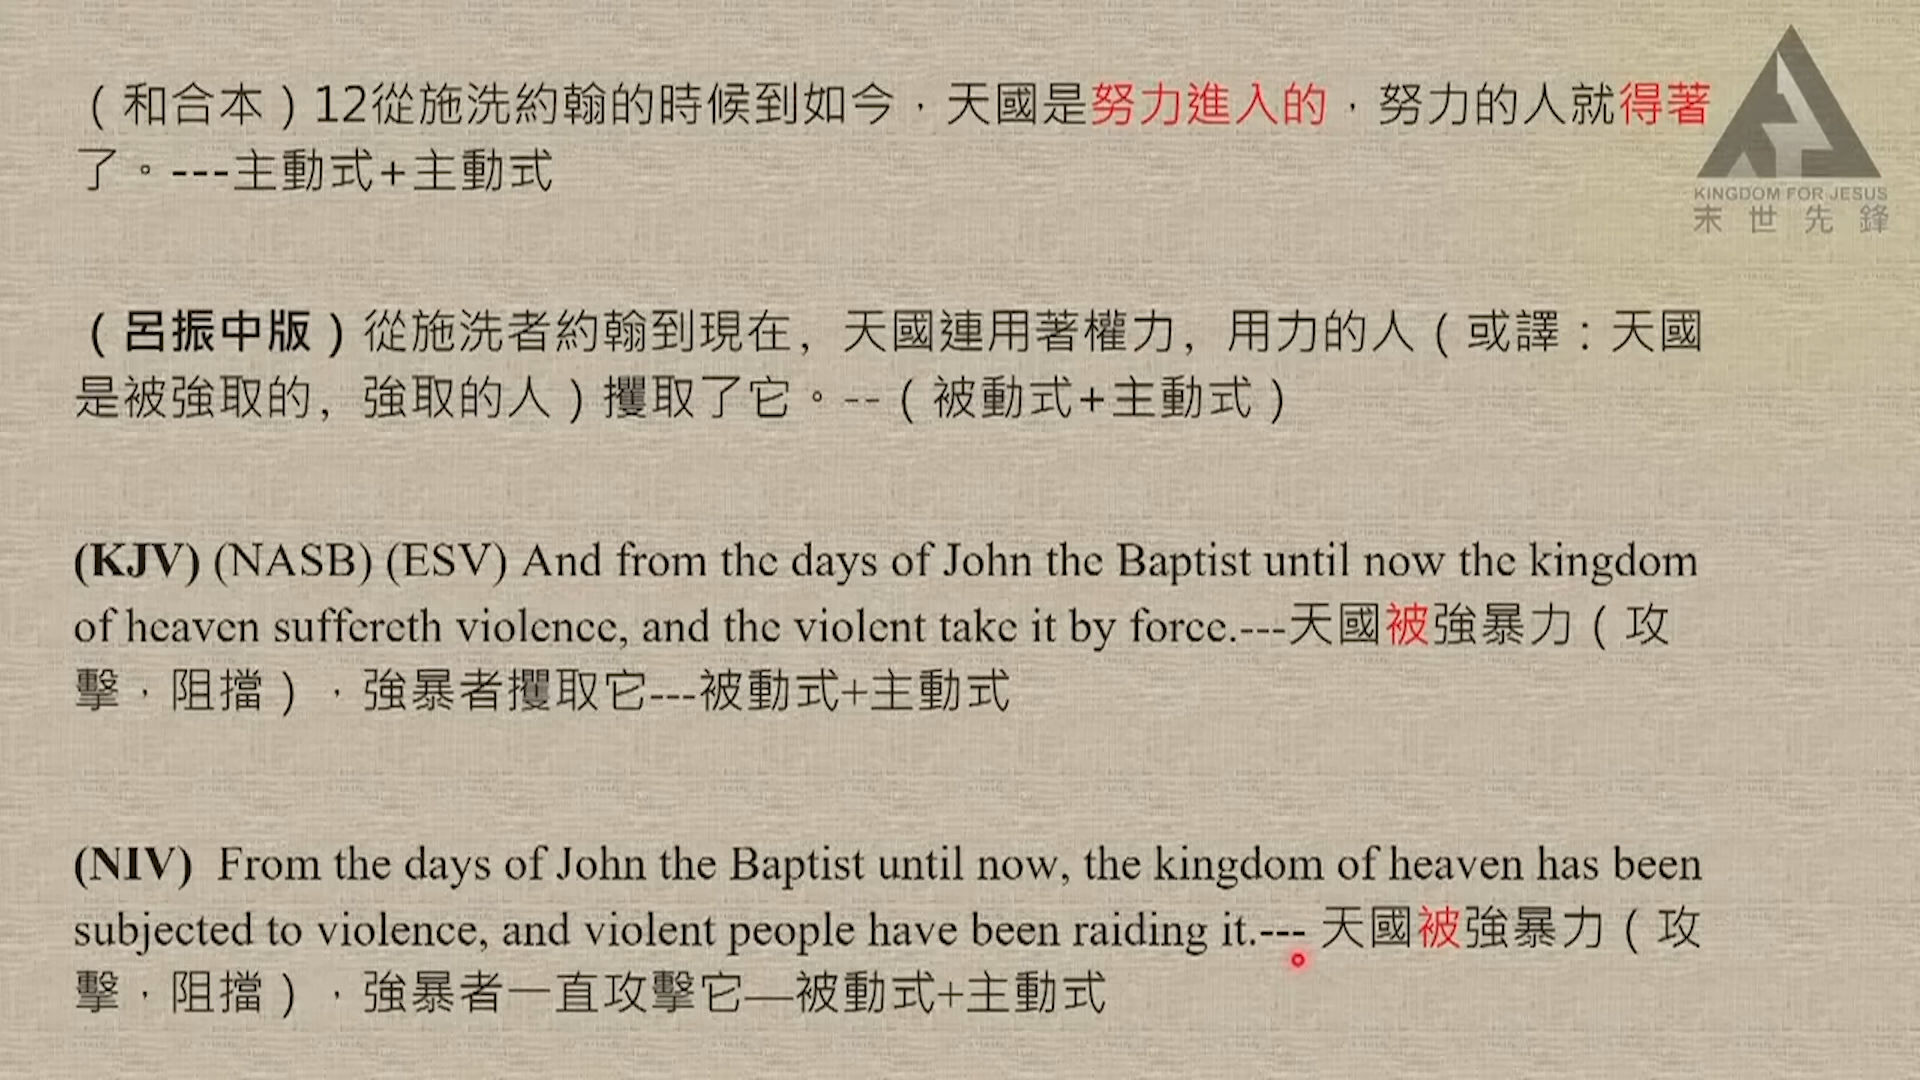 （和合本）12從施洗約翰的時候到如今，天國是努力進入的，努力的人就得著
了。---主動式+主動式
KINGDOM FOR JESUS
末世先鋒
（呂振中版）從施洗者約翰到現在，天國連用著權力，用力的人（或譯：天國
是被強取的，強取的人）攫取了它。--（被動式+主動式）
(KJV) (NASB) (ESV) And from the days of John the Baptist until now the kingdom
of heaven suffereth violence, and the violent take it by force.---天國被強暴力（攻
擊，阻擋），強暴者攫取它---被動式+主動式
(NIV) From the days of John the Baptist until now, the kingdom of heaven has been
subjected to violence, and violent people have been raiding it.--- 天國被強暴力（攻
擊，阻擋），強暴者一直攻擊它—被動式+主動式